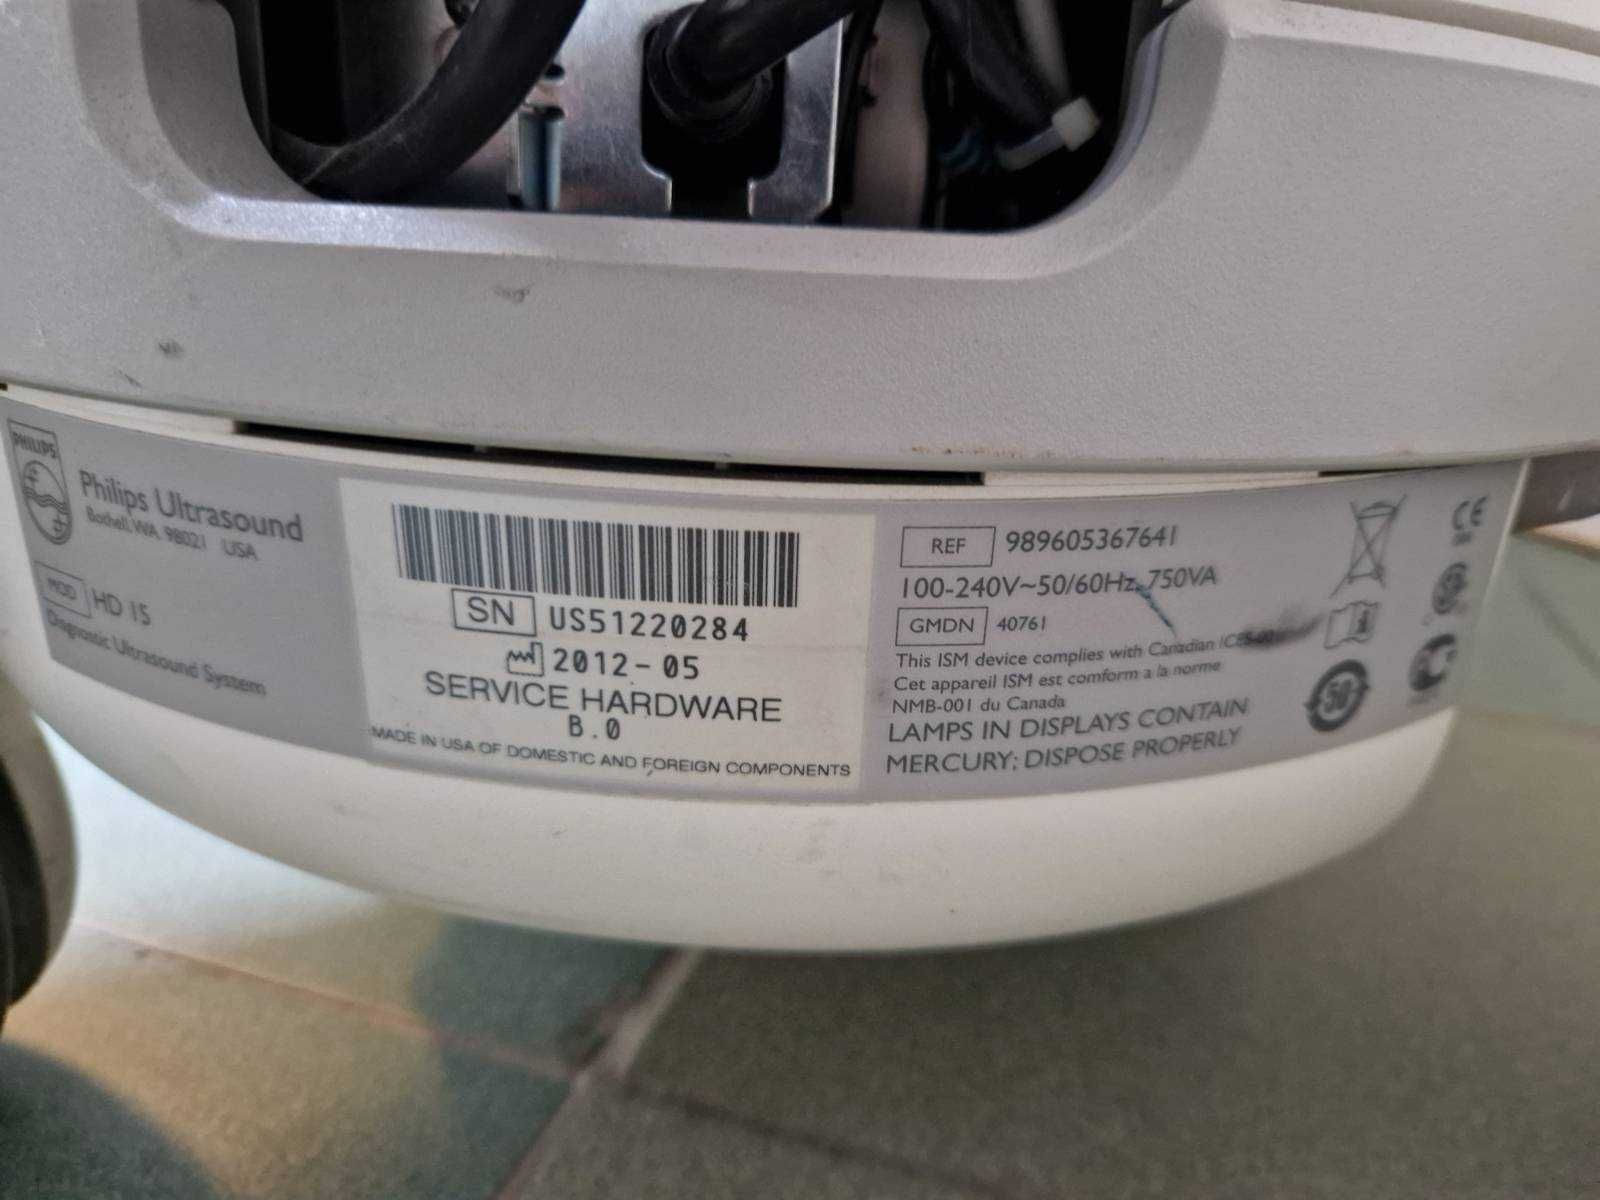 PHILIPS
Philips Ultrasound
Bothell, WA 98021 USA
MOD HD 15
Diagnostic Ultrasound System
SN US51220284
2012-05
SERVICE HARDWARE
B.0
MADE IN USA OF DOMESTIC AND FOREIGN COMPONENTS
REF 989605367641
100-240V~50/60Hz, 750VA
GMDN 40761
This ISM device complies with Canadian
Cet appareil ISM est comform a la norme
NMB-001 du Canada
LAMPS IN DISPLAYS CONTAIN
MERCURY; DISPOSE PROPERLY
CE
50